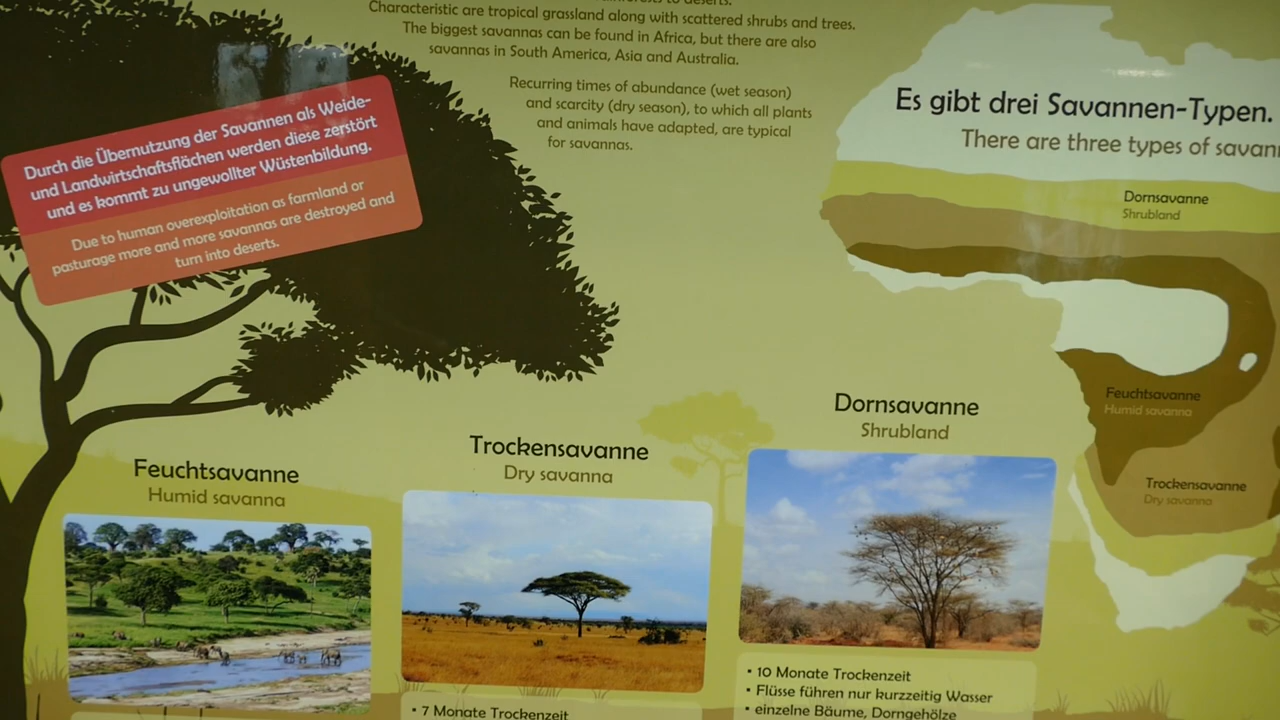 Characteristic are tropical grassland along with scattered shrubs and trees.
The biggest savannas can be found in Africa, but there are also
savannas in South America, Asia and Australia.
Recurring times of abundance (wet season)
and scarcity (dry season), to which all plants
and animals have adapted, are typical
for savannas.
Durch die Übernutzung der Savannen als Weide-
und Landwirtschaftsflächen werden diese zerstört
und es kommt zu ungewollter Wüstenbildung.
Due to human overexploitation as farmland or
pasturage more and more savannas are destroyed and
turn into deserts.
Es gibt drei Savannen-Typen.
There are three types of
Dornsavanne
Shrubland
Feuchtsavanne
Humid savanna
Trockensavanne
Dry savanna
Feuchtsavanne
Humid savanna
Trockensavanne
Dry savanna
Dornsavanne
Shrubland
• 7 Monate Trockenzeit
• 10 Monate Trockenzeit
• Flüsse führen nur kurzzeitig Wasser
• einzelne Bäume, Dorngehölze